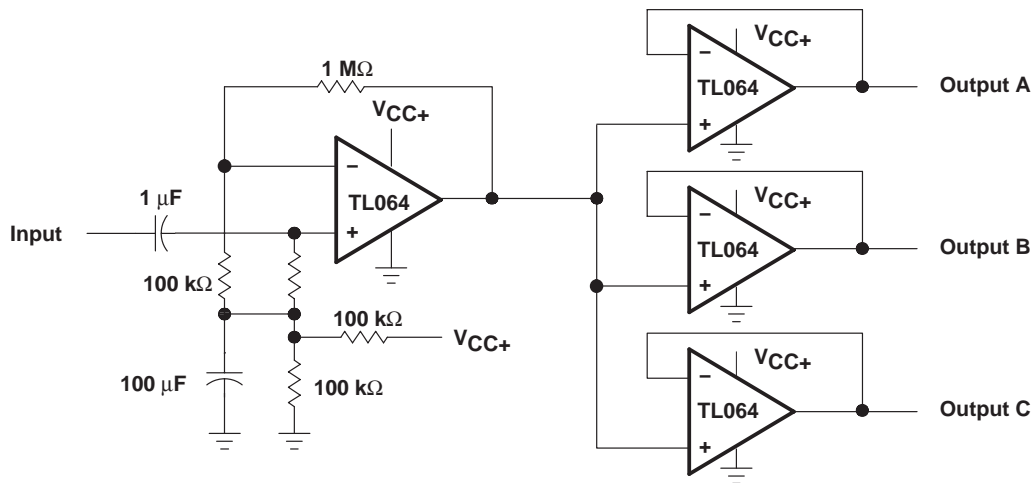 VCC+
TL064
Output A
1 MΩ
VCC+
TL064
1 μF
Input
100 kΩ
100 kΩ
VCC+
100 μF
100 kΩ
VCC+
TL064
Output B
VCC+
TL064
Output C
−
+
−
+
−
+
−
+